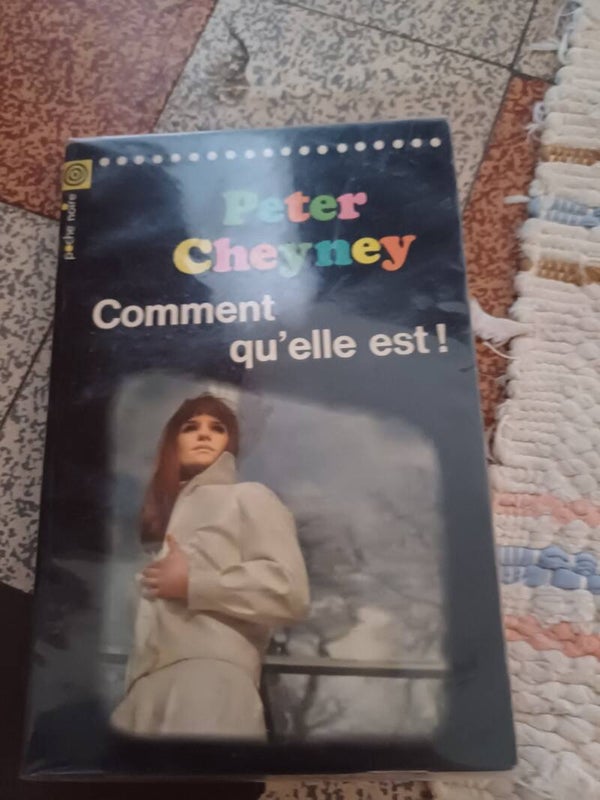 poche noire
Peter
Cheyney
Comment
qu'elle est !